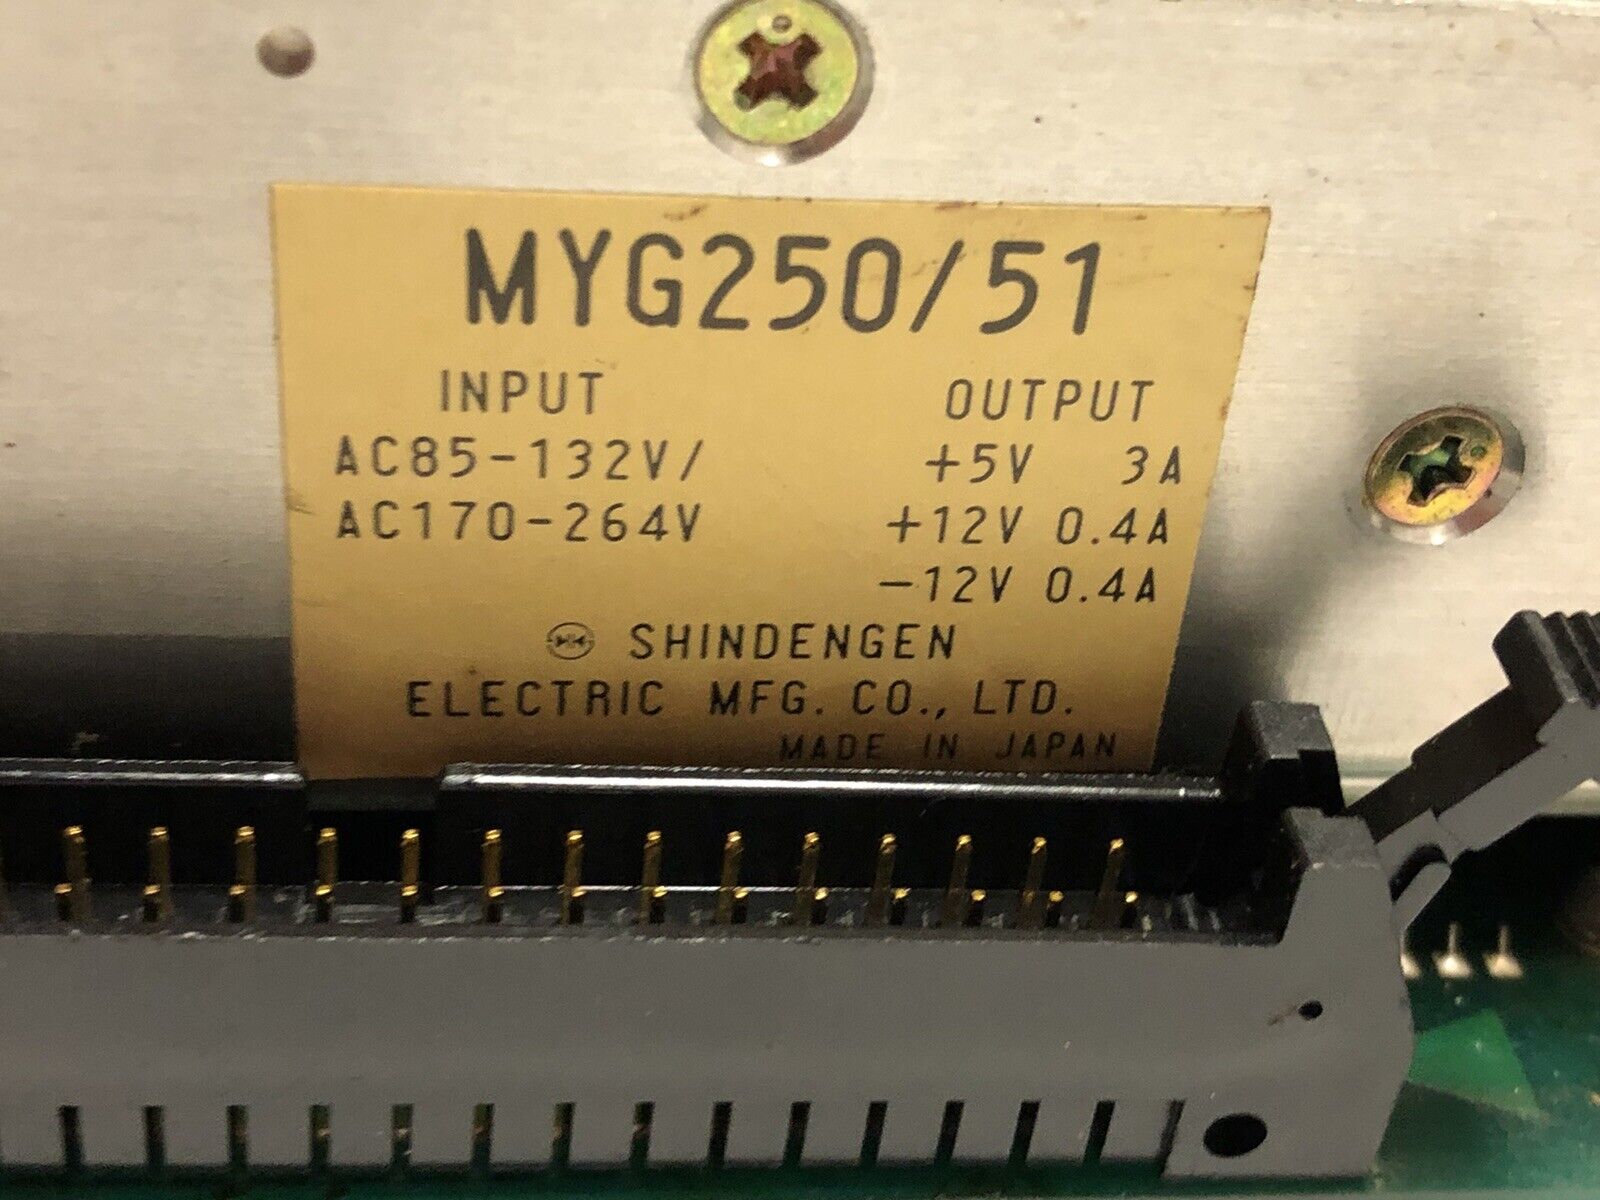 MYG250/51
INPUT
OUTPUT
AC85-132V/
+5V 3A
AC170-264V
+12V 0.4A
-12V 0.4A
SHINDENGEN
ELECTRIC MFG. CO., LTD.
MADE IN JAPAN